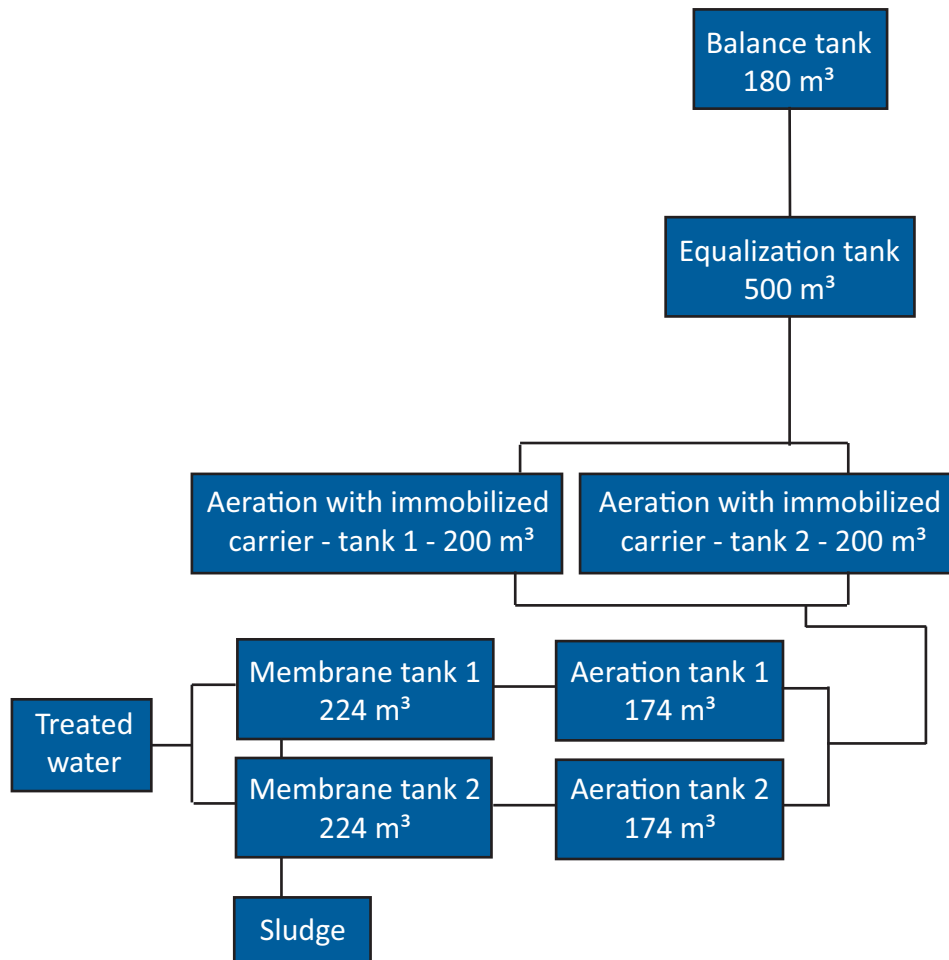 Balance tank
180 m³
Equalization tank
500 m³
Aeration with immobilized
carrier - tank 1 - 200 m³
Aeration with immobilized
carrier - tank 2 - 200 m³
Membrane tank 1
224 m³
Aeration tank 1
174 m³
Treated
water
Membrane tank 2
224 m³
Aeration tank 2
174 m³
Sludge